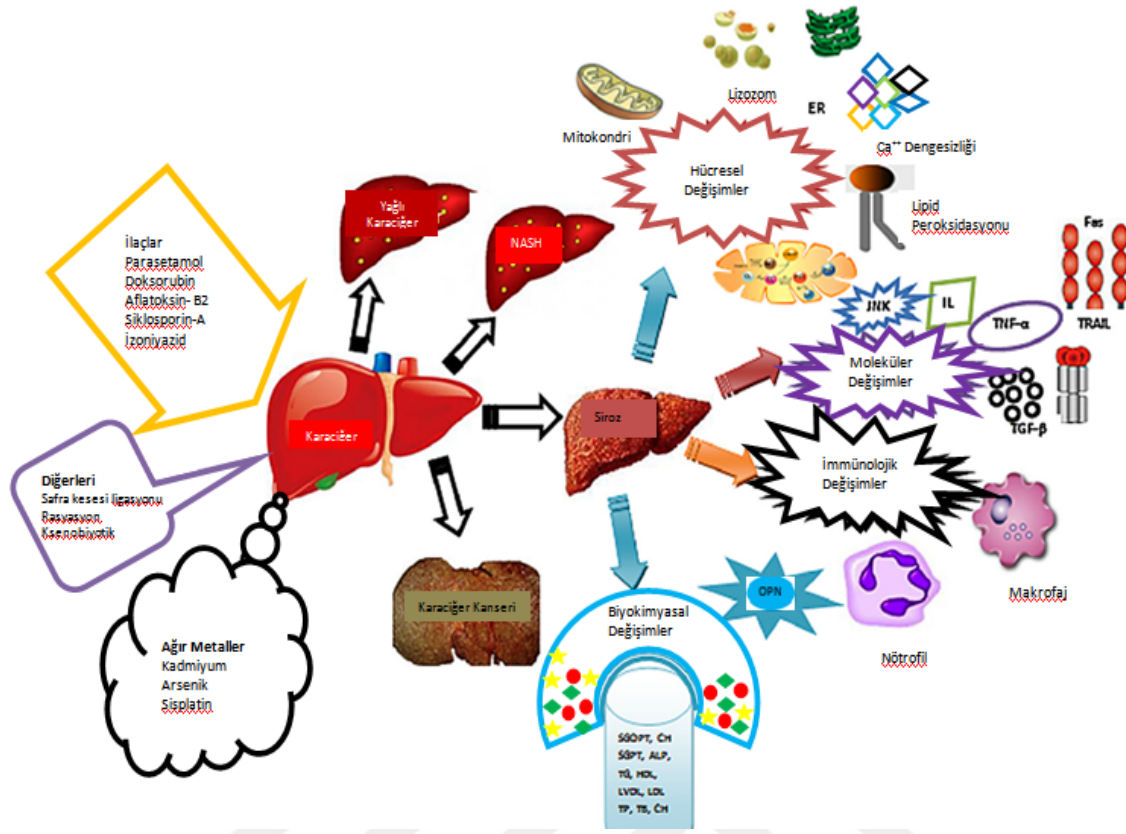 Lizozom
ER
Mitokondri
Ca⁺⁺ Dengesizliği
Hücresel
Değişimler
Lipid
Peroksidasyonu
Yağlı
Karaciğer
NASH
Fas
İlaçlar
Parasetamol
Doksorubin
Aflatoksin- B2
Siklosporin-A
İzoniyazid
JNK
IL
TNF-α
TRAIL
Moleküler
Değişimler
TGF-β
Karaciğer
Siroz
İmmünolojik
Değişimler
Diğerleri
Safra kesesi ligasyonu
Rasyasyon
Ksenobiyotik
Makrofaj
OPN
Nötrofil
Karaciğer Kanseri
Biyokimyasal
Değişimler
Ağır Metaller
Kadmiyum
Arsenik
Sisplatin
SGOPT, CH
SGPT, ALP,
TG, HDL,
LVDL, LDL
TP, TB, CH